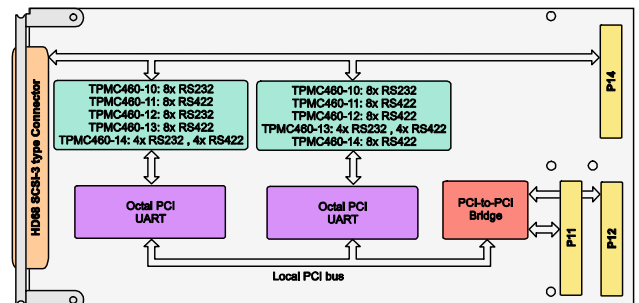 HD68 SCSI-3 type Connector
TPMC460-10: 8x RS232
TPMC460-11: 8x RS422
TPMC460-12: 8x RS232
TPMC460-13: 8x RS422
TPMC460-14: 4x RS232 , 4x RS422
TPMC460-10: 8x RS232
TPMC460-11: 8x RS422
TPMC460-12: 8x RS422
TPMC460-13: 4x RS232 , 4x RS422
TPMC460-14: 8x RS422
P14
Octal PCI
UART
Octal PCI
UART
PCI-to-PCI
Bridge
P11
P12
Local PCI bus